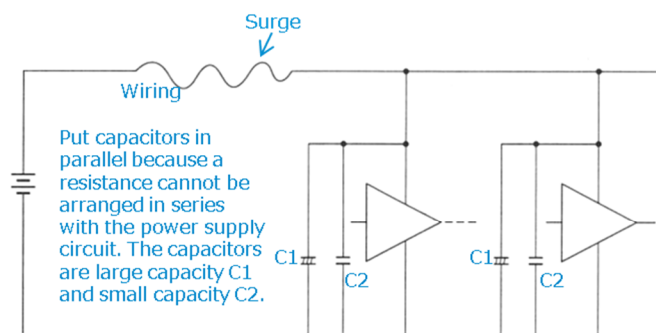 Surge
Wiring
Put capacitors in
parallel because a
resistance cannot be
arranged in series
with the power supply
circuit. The capacitors
are large capacity C1
and small capacity C2.
C1
C2
C1
C2